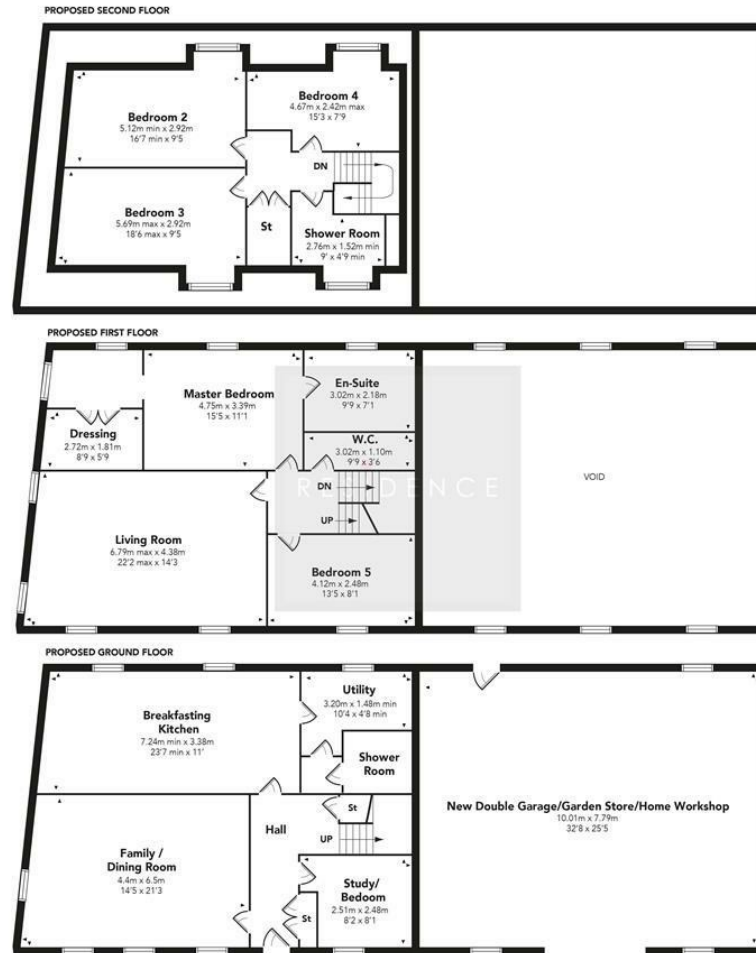 PROPOSED SECOND FLOOR
Bedroom 2
5.12m min x 2.92m
16'7 min x 9'5
Bedroom 4
4.67m x 2.42m max
15'3 x 7'9
DN
Bedroom 3
5.69m max x 2.92m
18'6 max x 9'5
St
Shower Room
2.76m x 1.52m min
9' x 4'9 min
PROPOSED FIRST FLOOR
Master Bedroom
4.75m x 3.39m
15'5 x 11'1
En-Suite
3.02m x 2.18m
9'9 x 7'1
Dressing
2.72m x 1.81m
8'9 x 5'9
W.C.
3.02m x 1.10m
9'9 x 3'6
DN
RESIDENCE
VOID
UP
Living Room
6.79m max x 4.38m
22'2 max x 14'3
Bedroom 5
4.12m x 2.48m
13'5 x 8'1
PROPOSED GROUND FLOOR
Breakfasting
Kitchen
7.24m min x 3.38m
23'7 min x 11'
Utility
3.20m x 1.48m min
10'4 x 4'8 min
Shower
Room
St
New Double Garage/Garden Store/Home Workshop
10.01m x 7.79m
32'8 x 25'5
Hall
UP
Family /
Dining Room
4.4m x 6.5m
14'5 x 21'3
Study/
Bedoom
2.51m x 2.48m
8'2 x 8'1
St